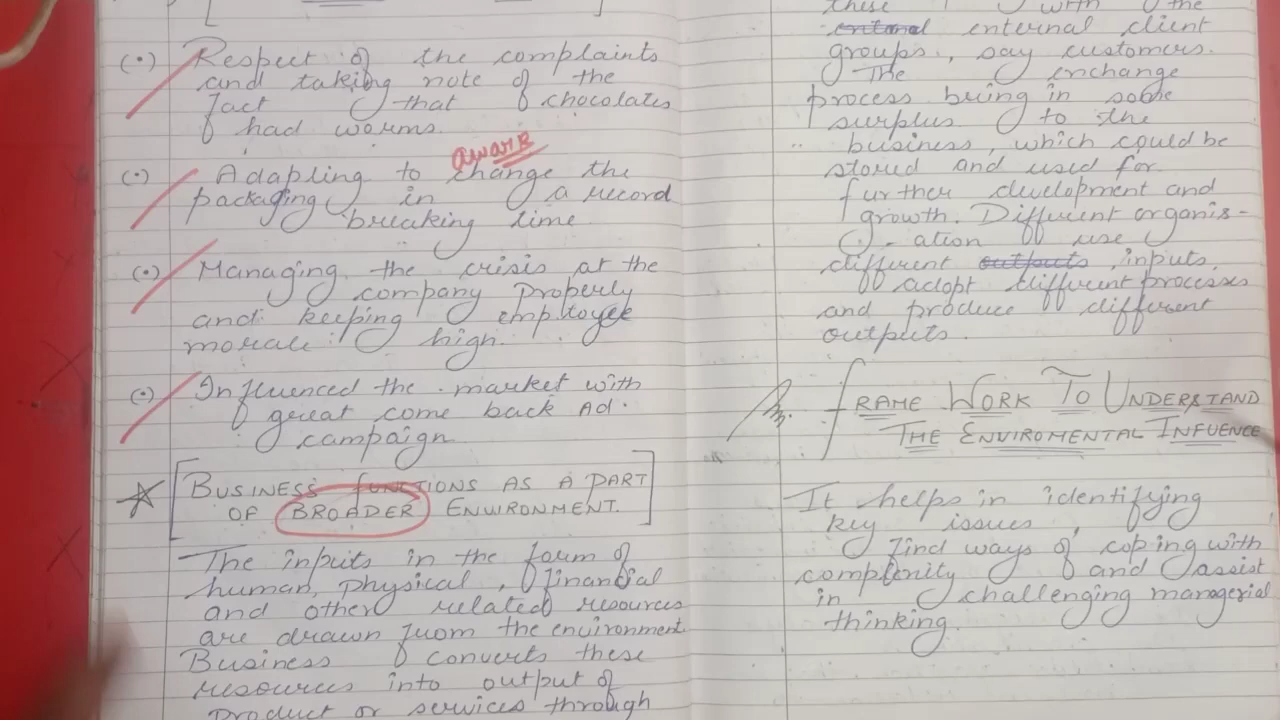 (•) Respect of the complaints
and taking note of the
fact that chocolates
had worms.
aware
(•) Adapting to change the
packaging in a record
breaking time
(•) Managing the crisis at the
company properly
and keeping employee
morale high.
(•) Influenced the market with
great come back Ad.
campaign
[BUSINESS FUNCTIONS AS A PART
OF BROADER ENVIRONMENT.]
The inputs in the form of
human, physical, financial
and other related resources
are drawn from the environment.
Business converts these
resources into output of
product or services through
these with the
external client
groups, say customers.
The exchange
process being in some
surplus to the
business, which could be
stored and used for
further development and
growth. Different organis-
ation use
different outputs inputs,
adopt different processes
and produce different
outputs.
FRAME WORK TO UNDERSTAND
THE ENVIROMENTAL INFUENCE
It helps in identifying
key issues,
find ways of coping with
complexity and assist
in challenging managerial
thinking.